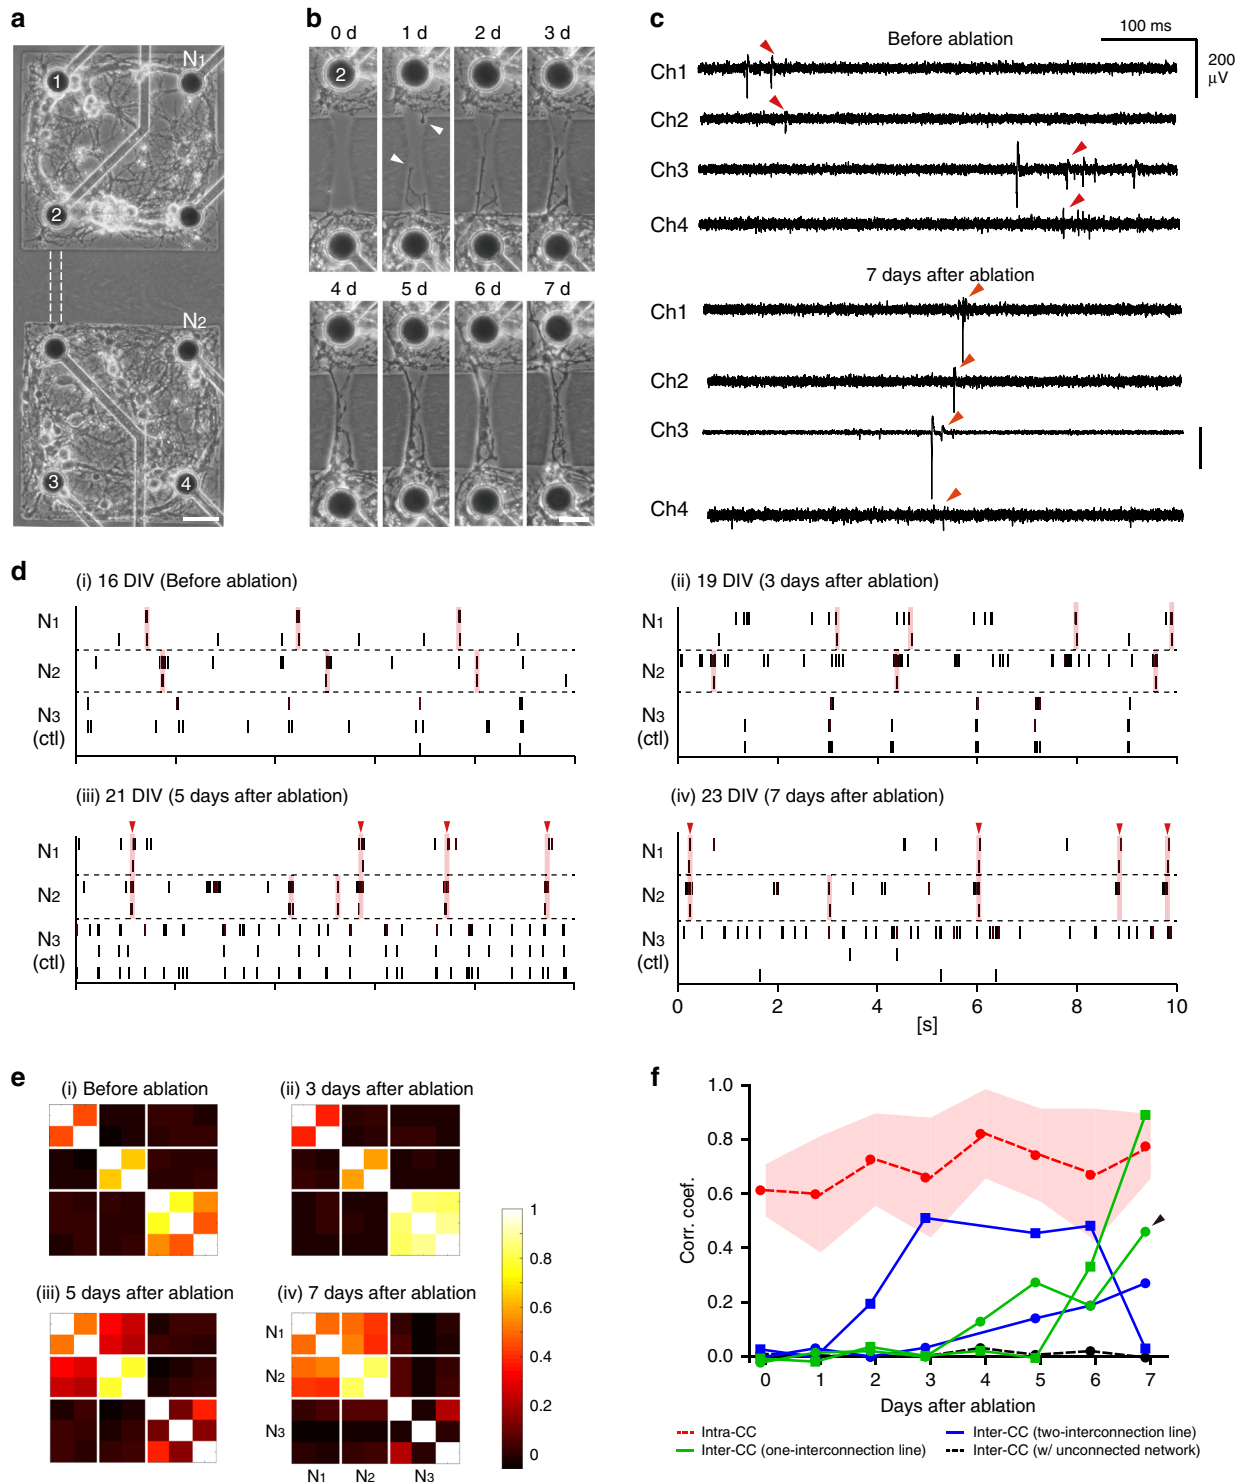 a
N1
1
2
N2
3
4
b
0 d
1 d
2 d
3 d
2
4 d
5 d
6 d
7 d
c
Before ablation
100 ms
200
μV
Ch1
Ch2
Ch3
Ch4
7 days after ablation
Ch1
Ch2
Ch3
Ch4
d
(i) 16 DIV (Before ablation)
N1
N2
N3
(ctl)
(ii) 19 DIV (3 days after ablation)
N1
N2
N3
(ctl)
(iii) 21 DIV (5 days after ablation)
N1
N2
N3
(ctl)
(iv) 23 DIV (7 days after ablation)
N1
N2
N3
(ctl)
0 2 4 6 8 10
[s]
e
(i) Before ablation
(ii) 3 days after ablation
(iii) 5 days after ablation
(iv) 7 days after ablation
N1
N2
N3
N1 N2 N3
1
0.8
0.6
0.4
0.2
0
f
Corr. coef.
1.0
0.8
0.6
0.4
0.2
0.0
0 1 2 3 4 5 6 7
Days after ablation
Intra-CC
Inter-CC (one-interconnection line)
Inter-CC (two-interconnection line)
Inter-CC (w/ unconnected network)